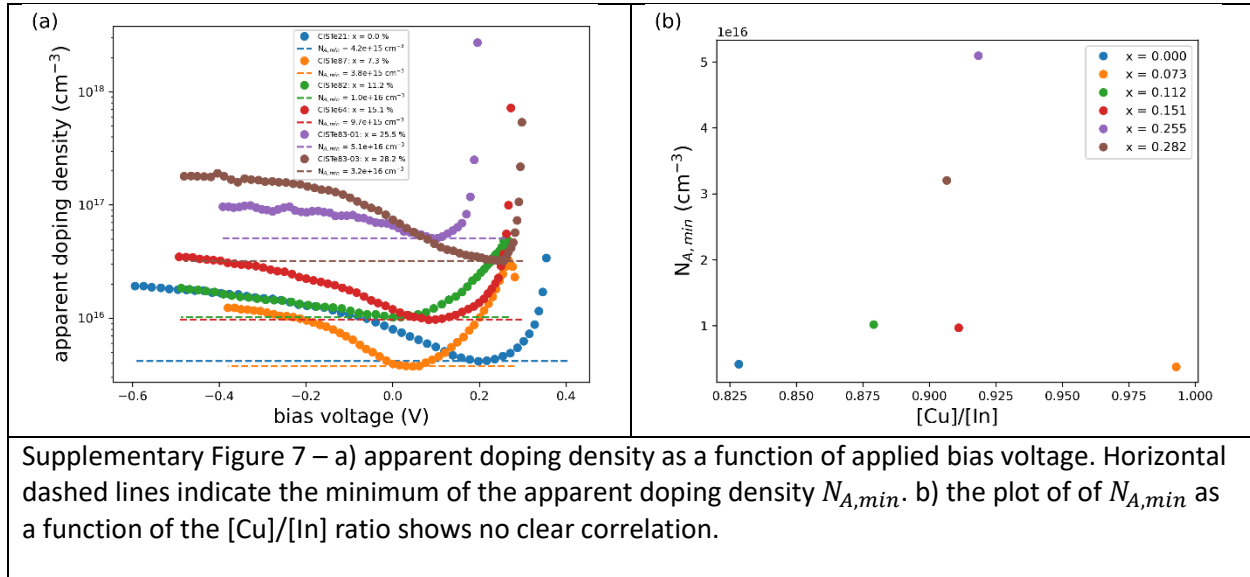 (a)
apparent doping density (cm⁻³)
10¹⁸
10¹⁷
10¹⁶
CISTe21: x = 0.0 %
N_A,min = 4.2e+15 cm⁻³
CISTe87: x = 7.3 %
N_A,min = 3.8e+15 cm⁻³
CISTe82: x = 11.2 %
N_A,min = 1.0e+16 cm⁻³
CISTe64: x = 15.1 %
N_A,min = 9.7e+15 cm⁻³
CISTe83-01: x = 25.5 %
N_A,min = 5.1e+16 cm⁻³
CISTe83-03: x = 28.2 %
N_A,min = 3.2e+16 cm⁻³
−0.6 −0.4 −0.2 0.0 0.2 0.4
bias voltage (V)
(b)
1e16
N_A,min (cm⁻³)
5
4
3
2
1
x = 0.000
x = 0.073
x = 0.112
x = 0.151
x = 0.255
x = 0.282
0.825 0.850 0.875 0.900 0.925 0.950 0.975 1.000
[Cu]/[In]
Supplementary Figure 7 – a) apparent doping density as a function of applied bias voltage. Horizontal
dashed lines indicate the minimum of the apparent doping density N_A,min. b) the plot of of N_A,min as
a function of the [Cu]/[In] ratio shows no clear correlation.